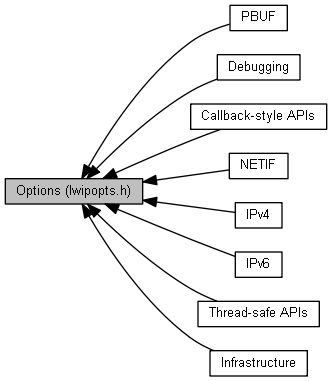 PBUF
Debugging
Callback-style APIs
NETIF
Options (lwipopts.h)
IPv4
IPv6
Thread-safe APIs
Infrastructure